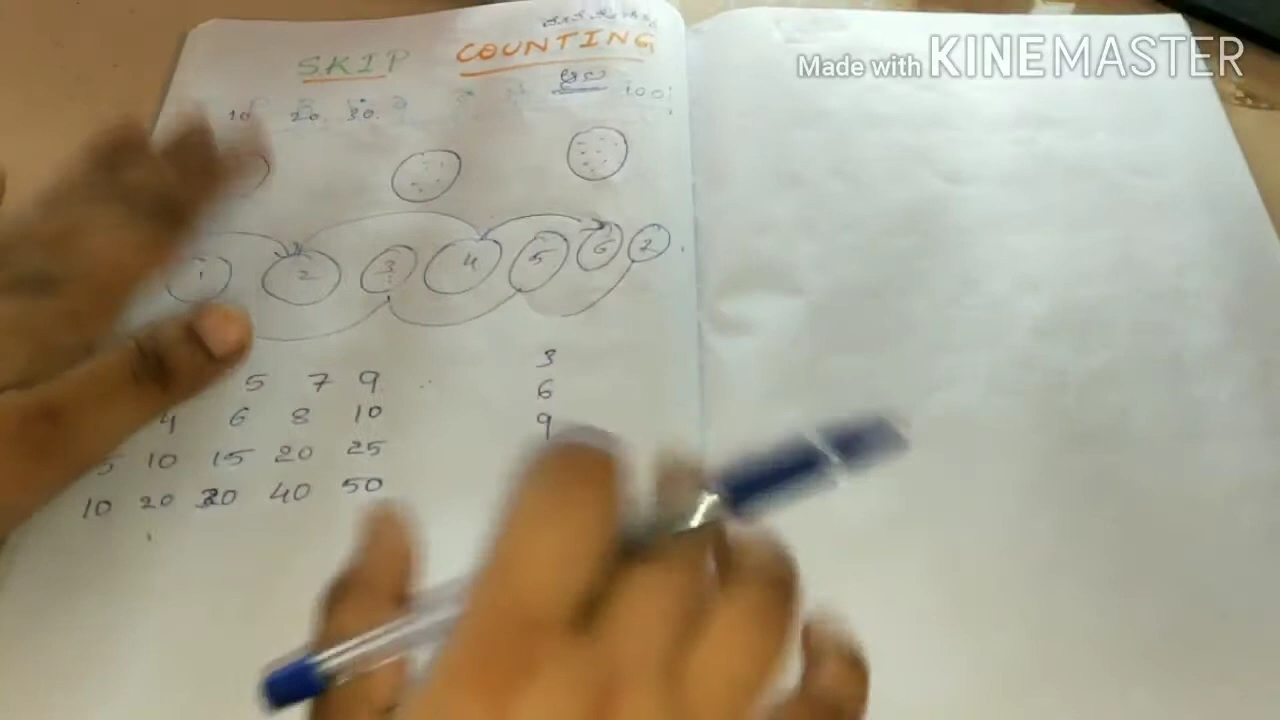 SKIP COUNTING
Made with KINEMASTER
10 20 30. 100
1 2 3 4 5 6 7
3
5 7 9
6
4 6 8 10
9
5 10 15 20 25
10 20 30 40 50